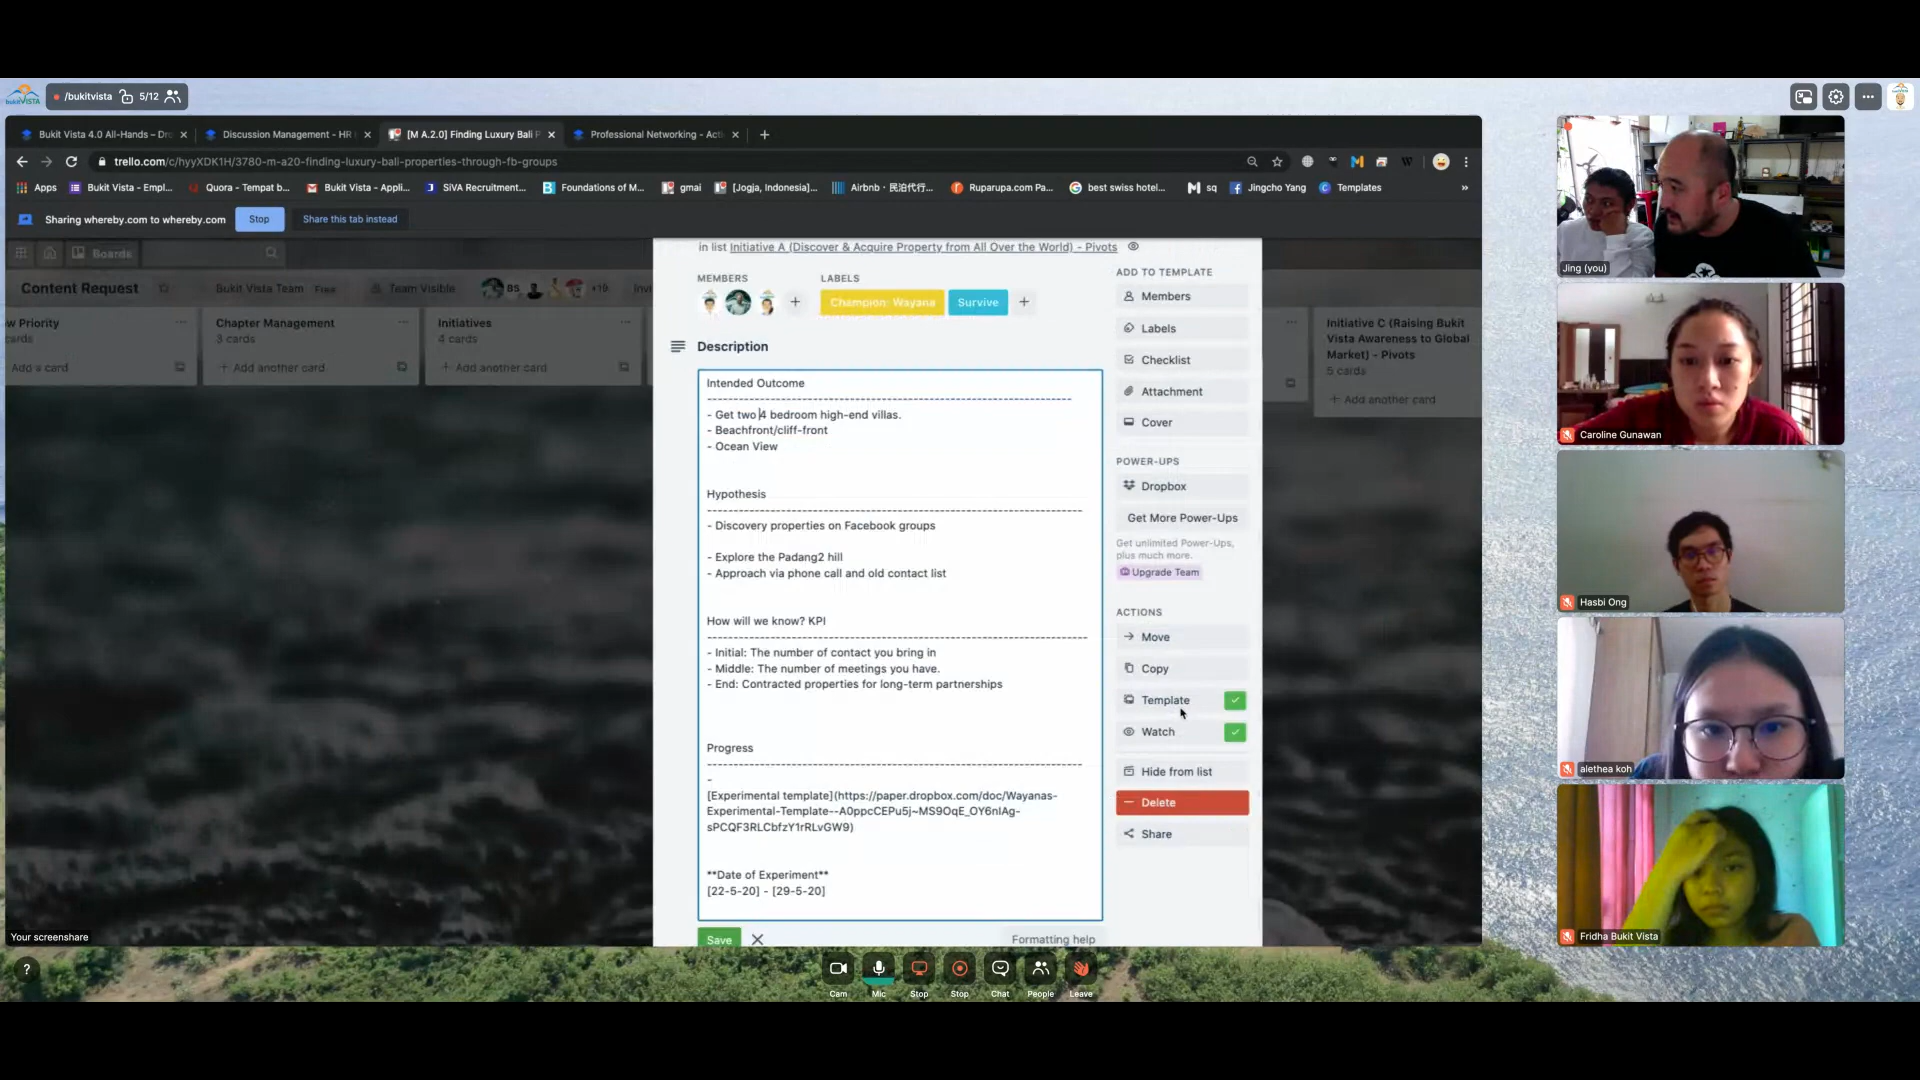 /bukitvista 5/12
Bukit Vista 4.0 All-Hands – Dro
Discussion Management - HR
[M A.2.0] Finding Luxury Bali P
Professional Networking - Acti
trello.com/c/hyyXDK1H/3780-m-a20-finding-luxury-bali-properties-through-fb-groups
Apps
Bukit Vista - Empl...
Quora - Tempat b...
Bukit Vista - Appli...
SiVA Recruitment...
Foundations of M...
gmai
[Jogja, Indonesia]...
Airbnb · 民泊代行...
Ruparupa.com Pa...
best swiss hotel...
sq
Jingcho Yang
Templates
»
Sharing whereby.com to whereby.com
Stop
Share this tab instead
Boards
Content Request
Bukit Vista Team Free
Team Visible
BS
+19
Invi
w Priority
cards
Add a card
Chapter Management
3 cards
+ Add another card
Initiatives
4 cards
+ Add another card
in list Initiative A (Discover & Acquire Property from All Over the World) - Pivots
MEMBERS
LABELS
Champion: Wayana
Survive
Description
Intended Outcome
- Get two 4 bedroom high-end villas.
- Beachfront/cliff-front
- Ocean View
Hypothesis
- Discovery properties on Facebook groups
- Explore the Padang2 hill
- Approach via phone call and old contact list
How will we know? KPI
- Initial: The number of contact you bring in
- Middle: The number of meetings you have.
- End: Contracted properties for long-term partnerships
Progress
-
[Experimental template](https://paper.dropbox.com/doc/Wayanas-
Experimental-Template--A0ppcCEPu5j~MS9OqE_OY6nIAg-
sPCQF3RLCbfzY1rRLvGW9)
**Date of Experiment**
[22-5-20] - [29-5-20]
Save
Formatting help
ADD TO TEMPLATE
Members
Labels
Checklist
Attachment
Cover
POWER-UPS
Dropbox
Get More Power-Ups
Get unlimited Power-Ups,
plus much more.
Upgrade Team
ACTIONS
Move
Copy
Template
Watch
Hide from list
Delete
Share
Initiative C (Raising Bukit
Vista Awareness to Global
Market) - Pivots
5 cards
+ Add another card
Your screenshare
?
Cam
Mic
Stop
Stop
Chat
People
Leave
Jing (you)
Caroline Gunawan
Hasbi Ong
alethea koh
Fridha Bukit Vista